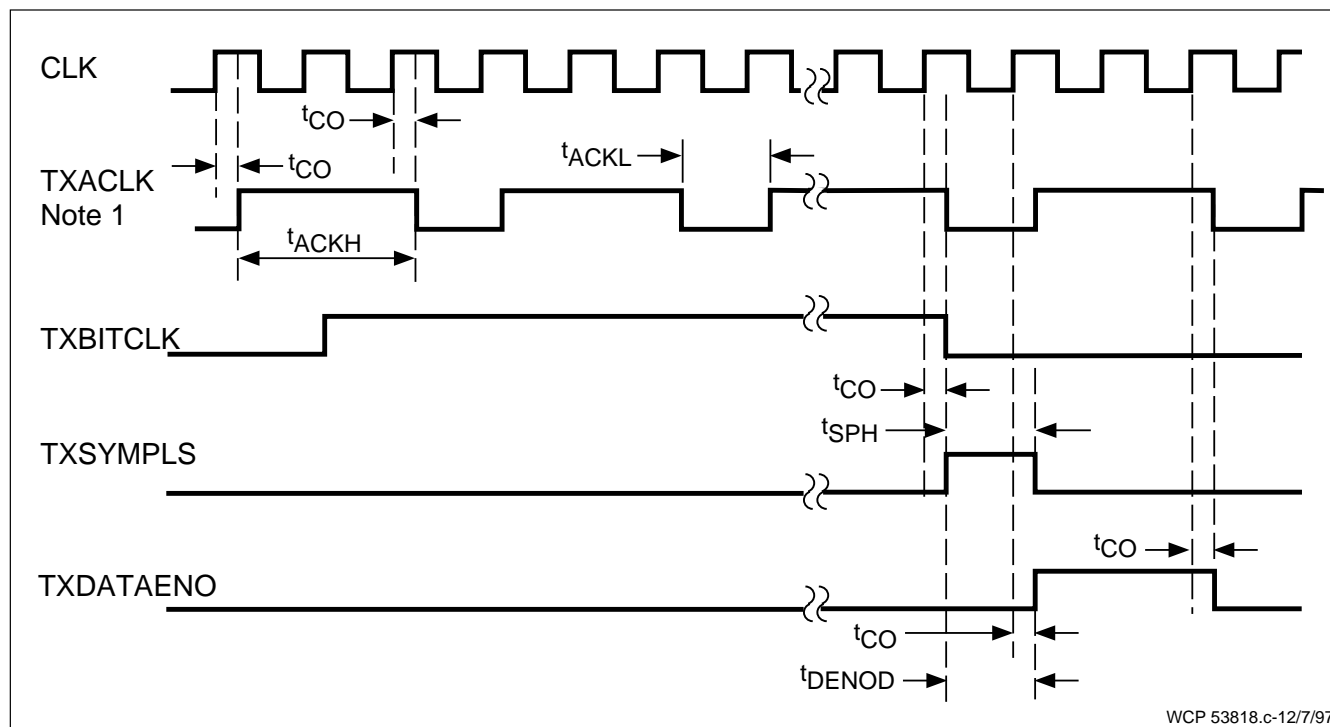 CLK
tCO
tCO
tACKL
TXACLK
Note 1
tACKH
TXBITCLK
tCO
tSPH
TXSYMPLS
tCO
TXDATAENO
tCO
tDENOD
WCP 53818.c-12/7/97